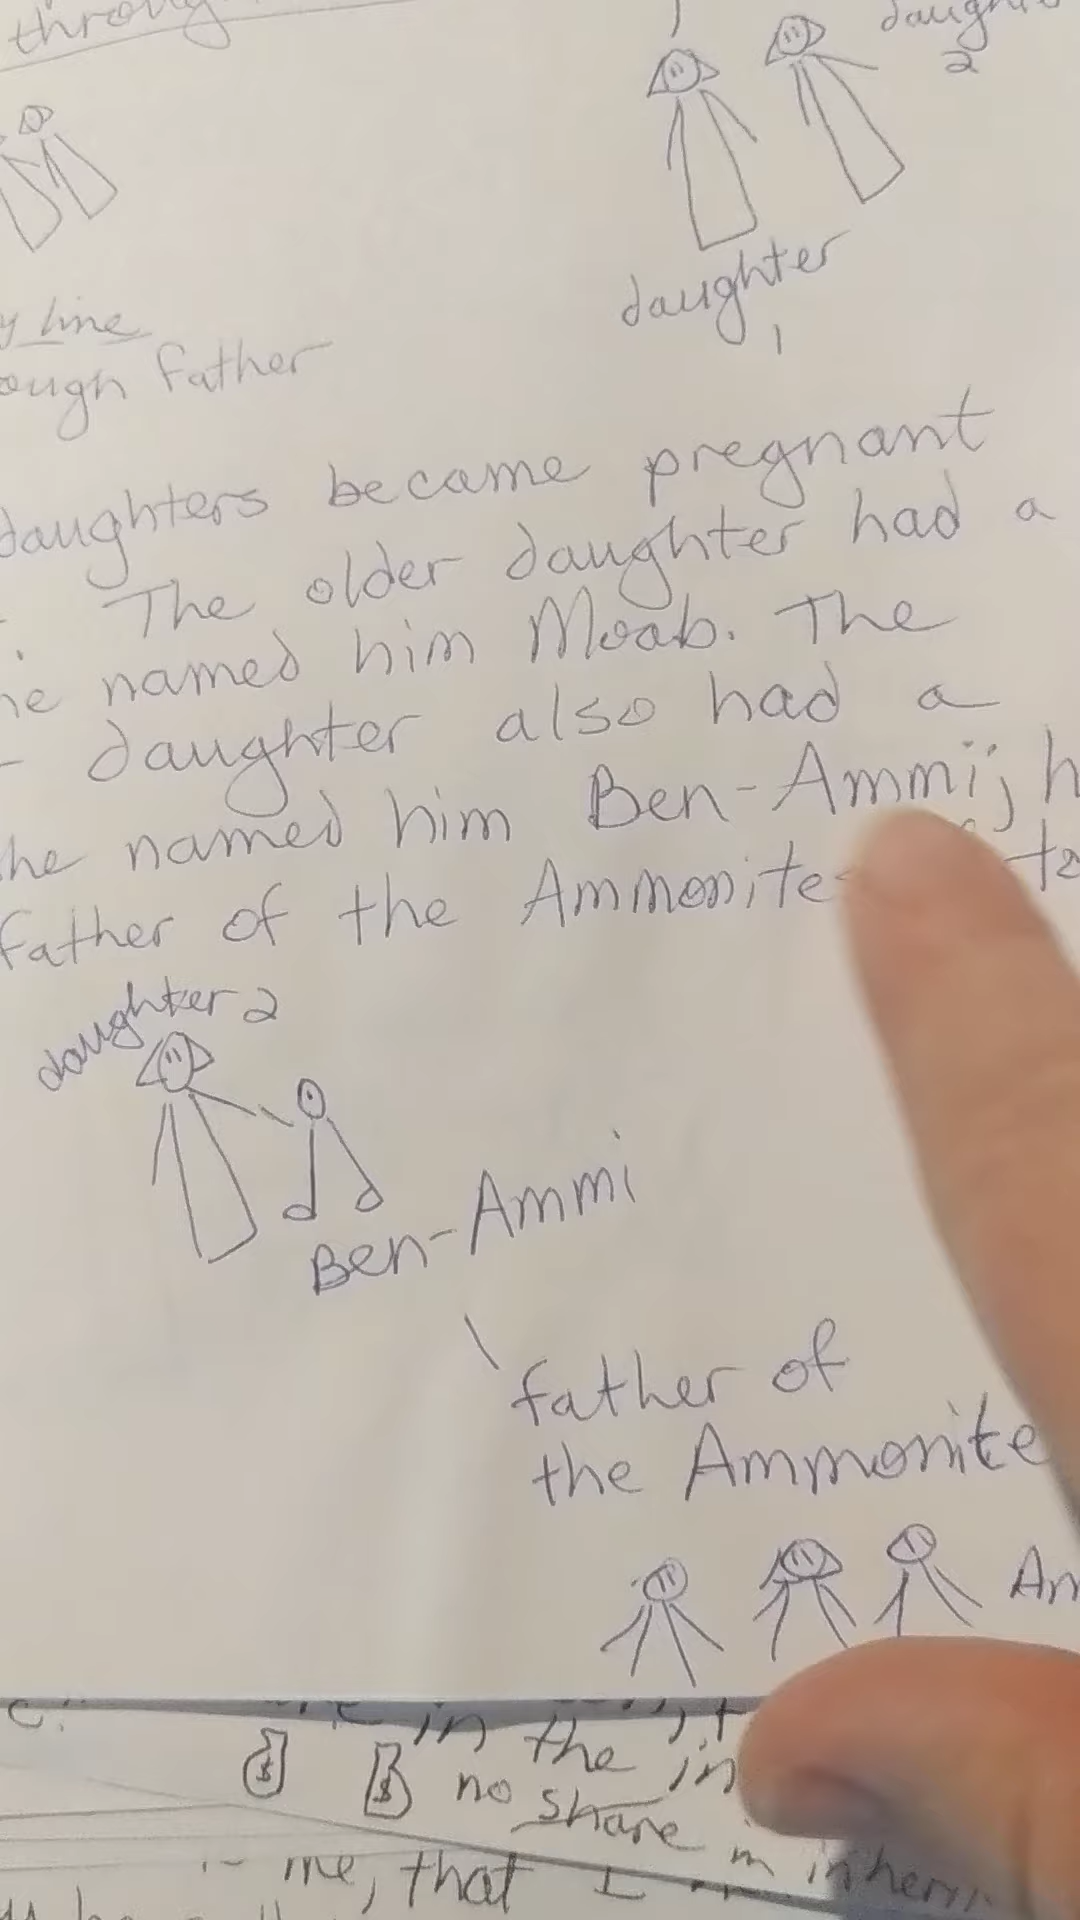 through
daughter
2
daughter
1
line
father
daughters became pregnant
The older daughter had a
named him Moab. The
daughter also had a
named him Ben-Ammi;
father of the Ammonite
daughter 2
Ben-Ammi
father of
the Ammonite
in the
no share in
me, that I